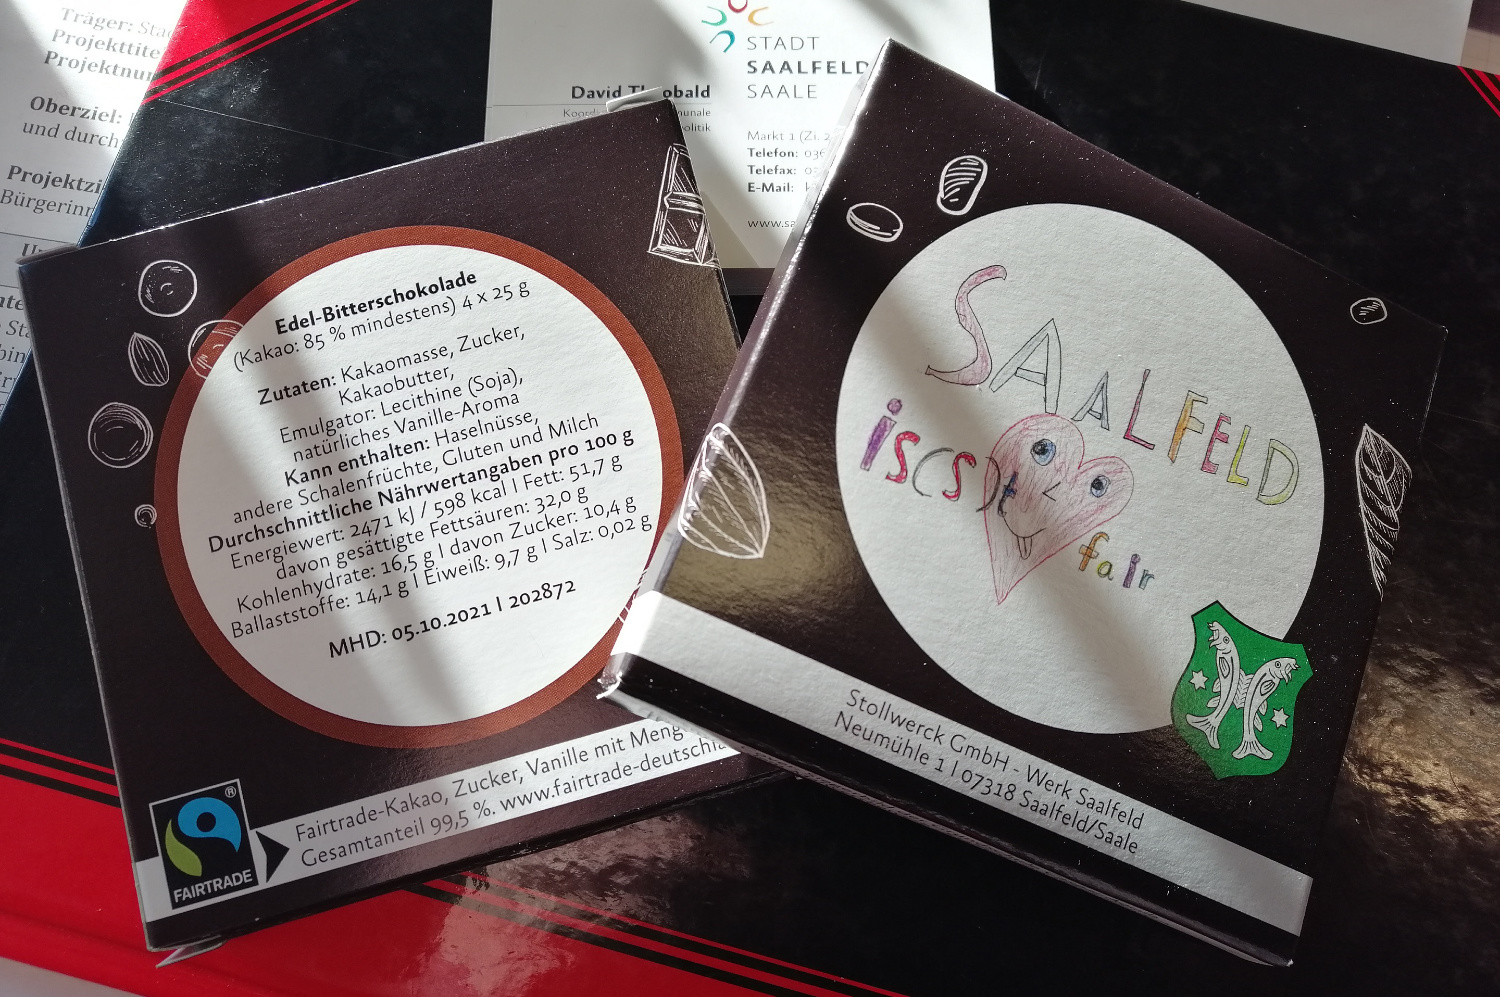 Träger:
Projekttite
Projektnu
Oberziel:
und durch
Projektzi
Bürgerinr
STADT
SAALFELD
SAALE
David
Markt 1 (Zi. 2
Telefon: 036
Telefax:
E-Mail:
Edel-Bitterschokolade
(Kakao: 85 % mindestens) 4 x 25 g
Zutaten: Kakaomasse, Zucker,
Kakaobutter,
Emulgator: Lecithine (Soja),
natürliches Vanille-Aroma
Kann enthalten: Haselnüsse,
andere Schalenfrüchte, Gluten und Milch
Durchschnittliche Nährwertangaben pro 100 g
Energiewert: 2471 kJ / 598 kcal I Fett: 51,7 g
davon gesättigte Fettsäuren: 32,0 g
Kohlenhydrate: 16,5 g I davon Zucker: 10,4 g
Ballaststoffe: 14,1 g I Eiweiß: 9,7 g I Salz: 0,02 g
MHD: 05.10.2021 I 202872
Fairtrade-Kakao, Zucker, Vanille mit Meng
Gesamtanteil 99,5 %. www.fairtrade-deutschla
FAIRTRADE
SAALFELD
is(s)t
fair
Stollwerck GmbH - Werk Saalfeld
Neumühle 1 I 07318 Saalfeld/Saale